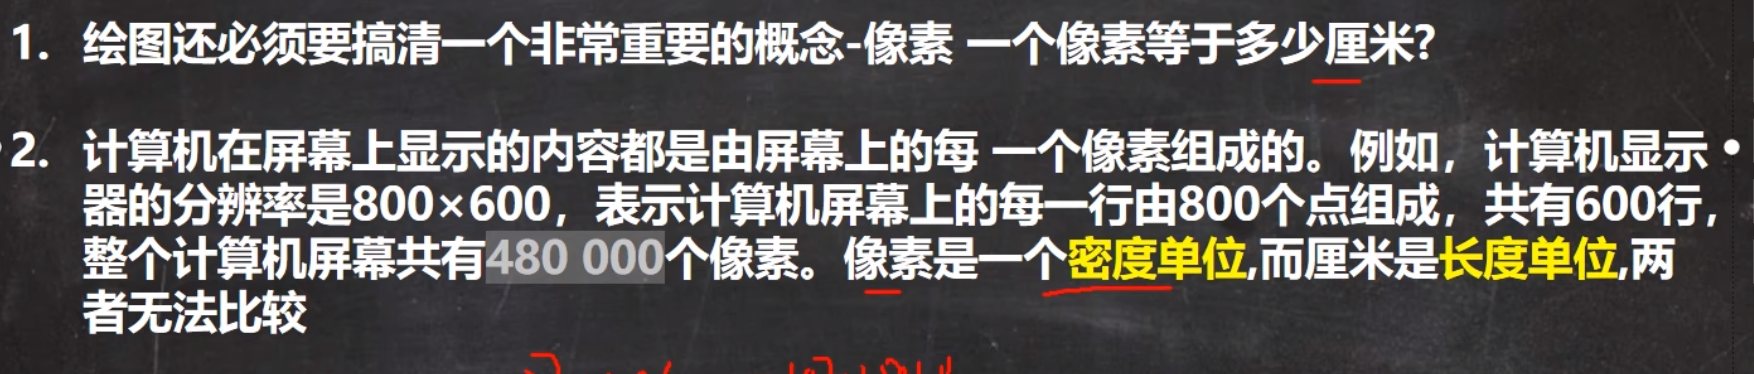 1. 绘图还必须要搞清一个非常重要的概念-像素 一个像素等于多少厘米?
2. 计算机在屏幕上显示的内容都是由屏幕上的每 一个像素组成的。例如，计算机显示
器的分辨率是800×600，表示计算机屏幕上的每一行由800个点组成，共有600行，
整个计算机屏幕共有480 000个像素。像素是一个密度单位,而厘米是长度单位,两
者无法比较